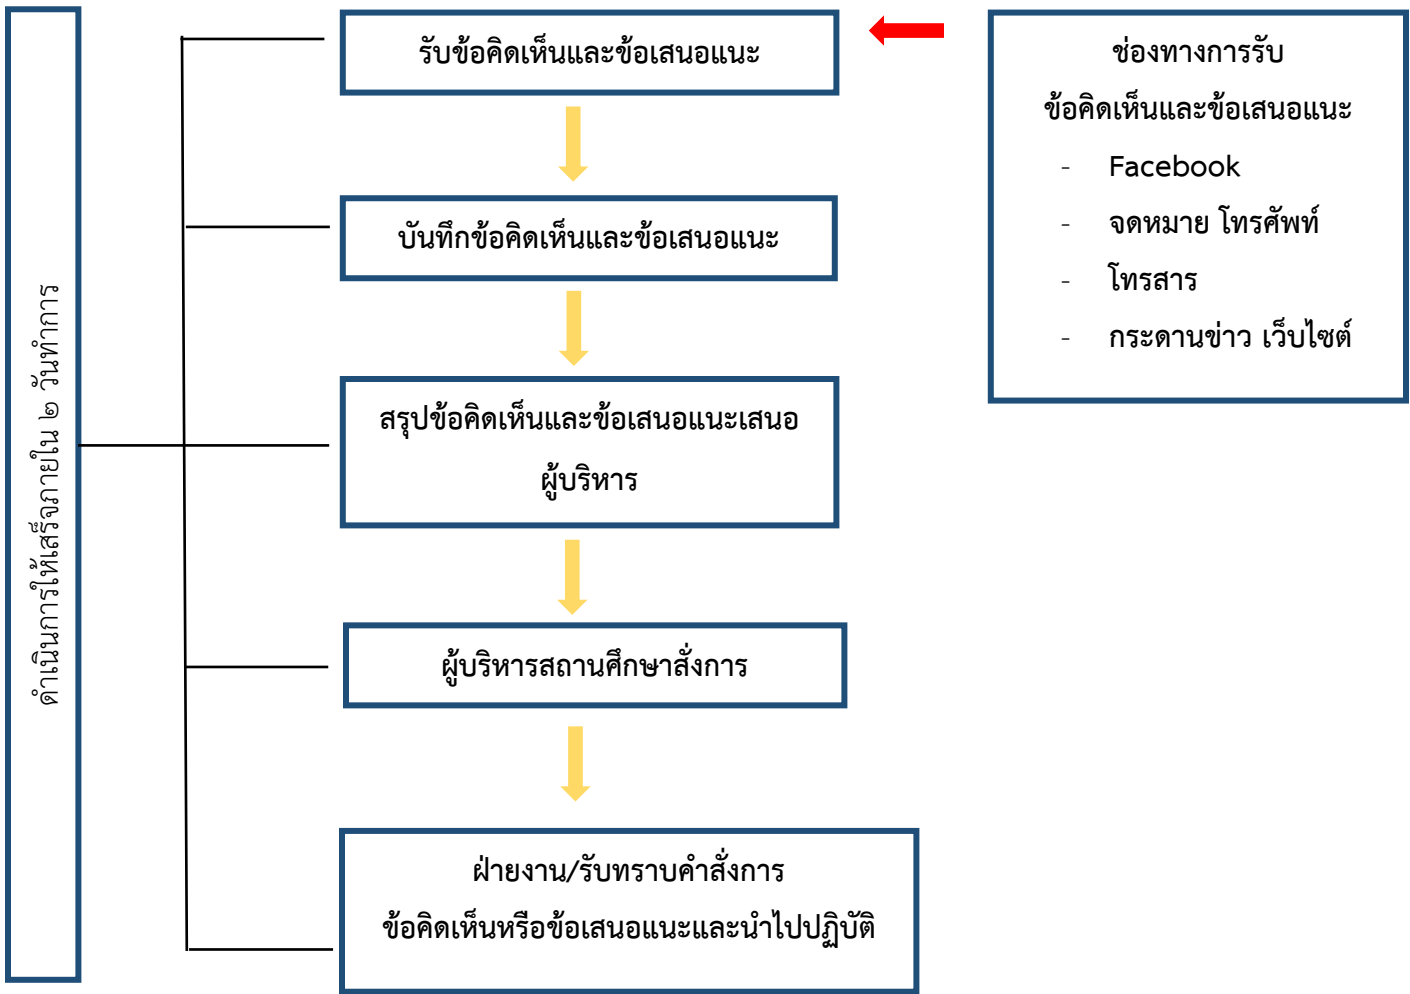 ดำเนินการให้เสร็จภายใน ๒ วันทำการ
รับข้อคิดเห็นและข้อเสนอแนะ
บันทึกข้อคิดเห็นและข้อเสนอแนะ
สรุปข้อคิดเห็นและข้อเสนอแนะเสนอ
ผู้บริหาร
ผู้บริหารสถานศึกษาสั่งการ
ฝ่ายงาน/รับทราบคำสั่งการ
ข้อคิดเห็นหรือข้อเสนอแนะและนำไปปฏิบัติ
ช่องทางการรับ
ข้อคิดเห็นและข้อเสนอแนะ
- Facebook
- จดหมาย โทรศัพท์
- โทรสาร
- กระดานข่าว เว็บไซต์